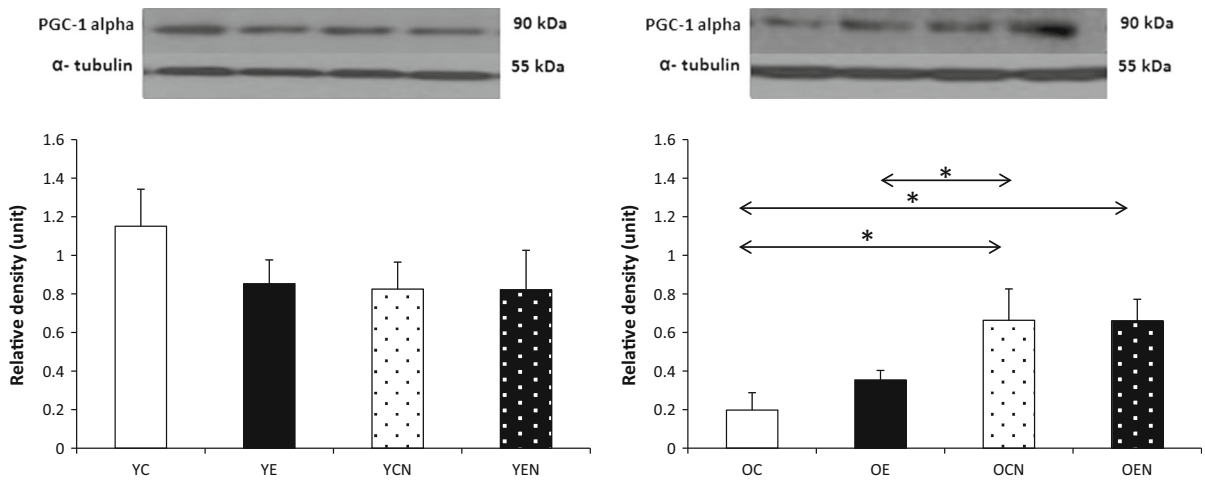 PGC-1 alpha 90 kDa
α- tubulin 55 kDa
Relative density (unit)
1.6
1.4
1.2
1
0.8
0.6
0.4
0.2
0
YC YE YCN YEN
PGC-1 alpha 90 kDa
α- tubulin 55 kDa
Relative density (unit)
1.6
1.4
1.2
1
0.8
0.6
0.4
0.2
0
*
*
*
OC OE OCN OEN